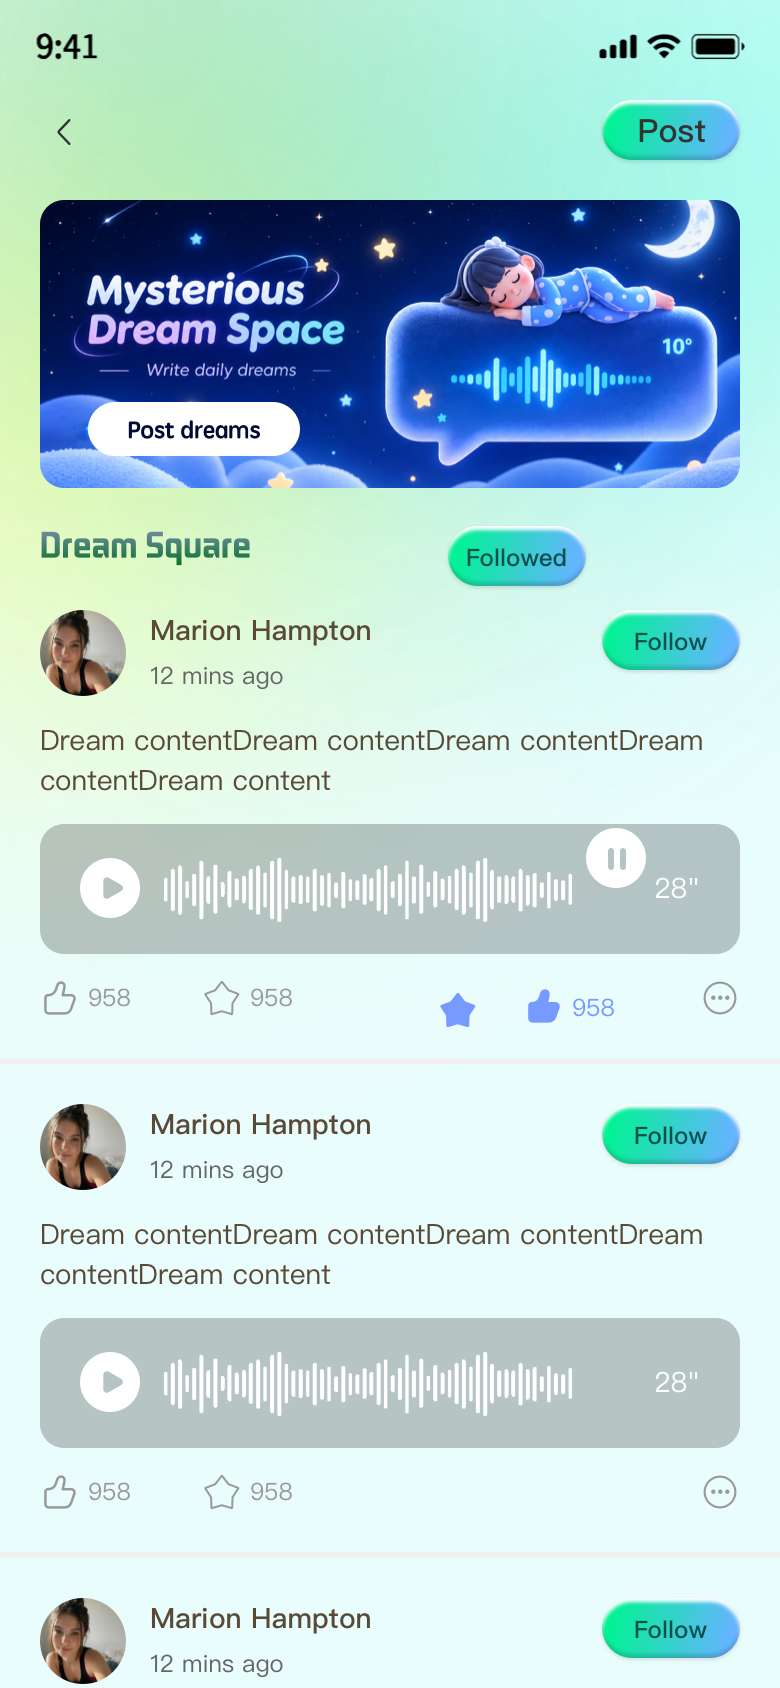 9:41
Post
Mysterious
Dream Space
Write daily dreams
10°
Post dreams
Dream Square
Followed
Marion Hampton
Follow
12 mins ago
Dream contentDream contentDream contentDream
contentDream content
28"
958
958
958
Marion Hampton
Follow
12 mins ago
Dream contentDream contentDream contentDream
contentDream content
28"
958
958
Marion Hampton
Follow
12 mins ago